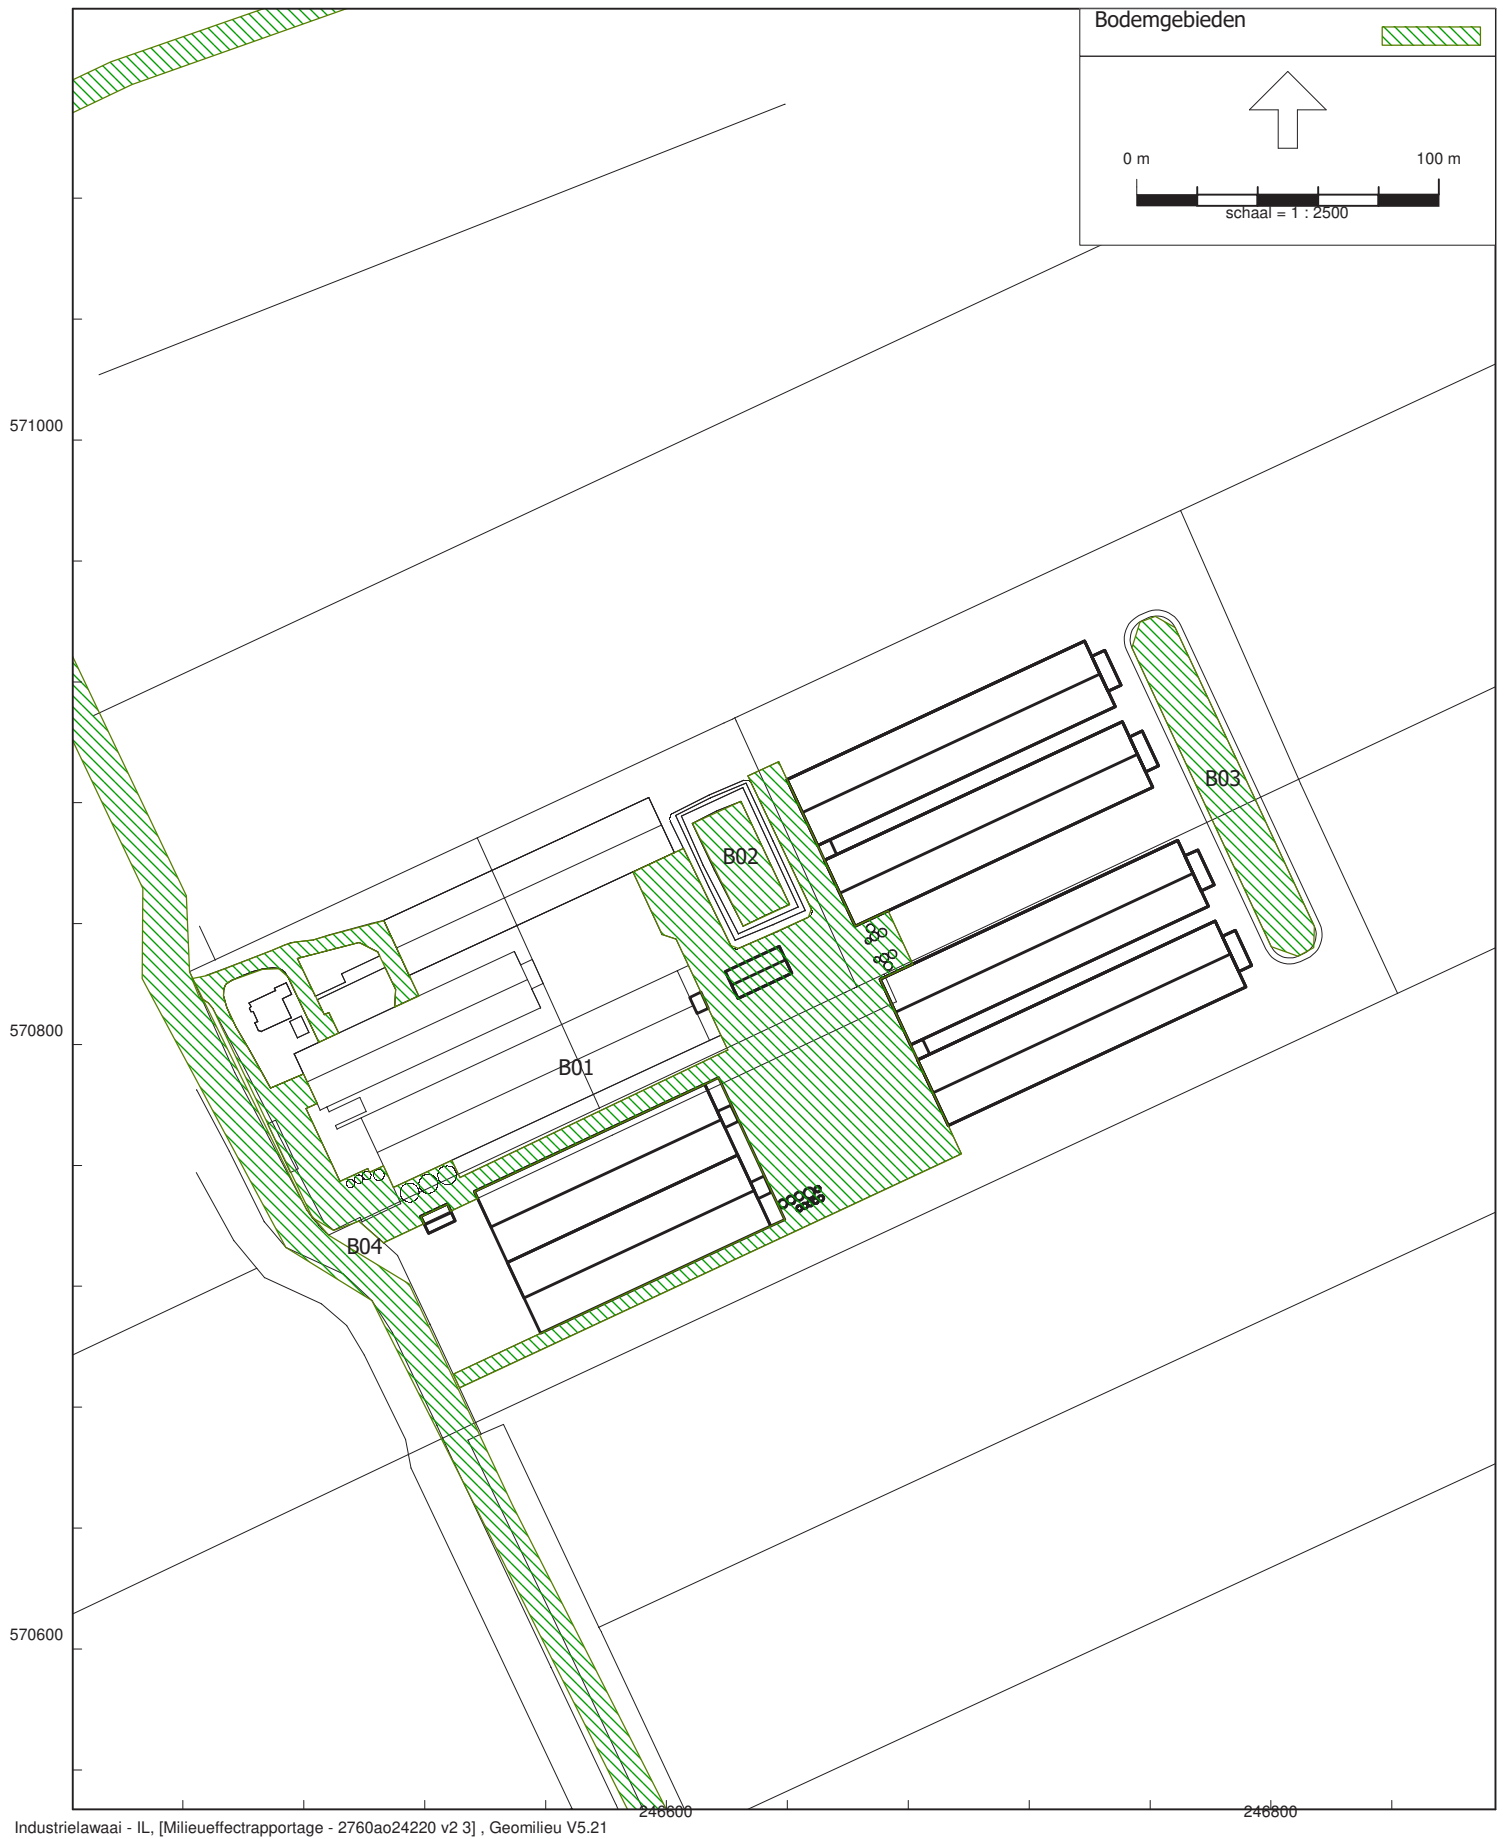 Bodemgebieden
0 m 100 m
schaal = 1 : 2500
571000
B03
B02
570800
B01
B04
570600
246600 246800
Industrielawaai - IL, [Milieueffectrapportage - 2760ao24220 v2 3] , Geomilieu V5.21